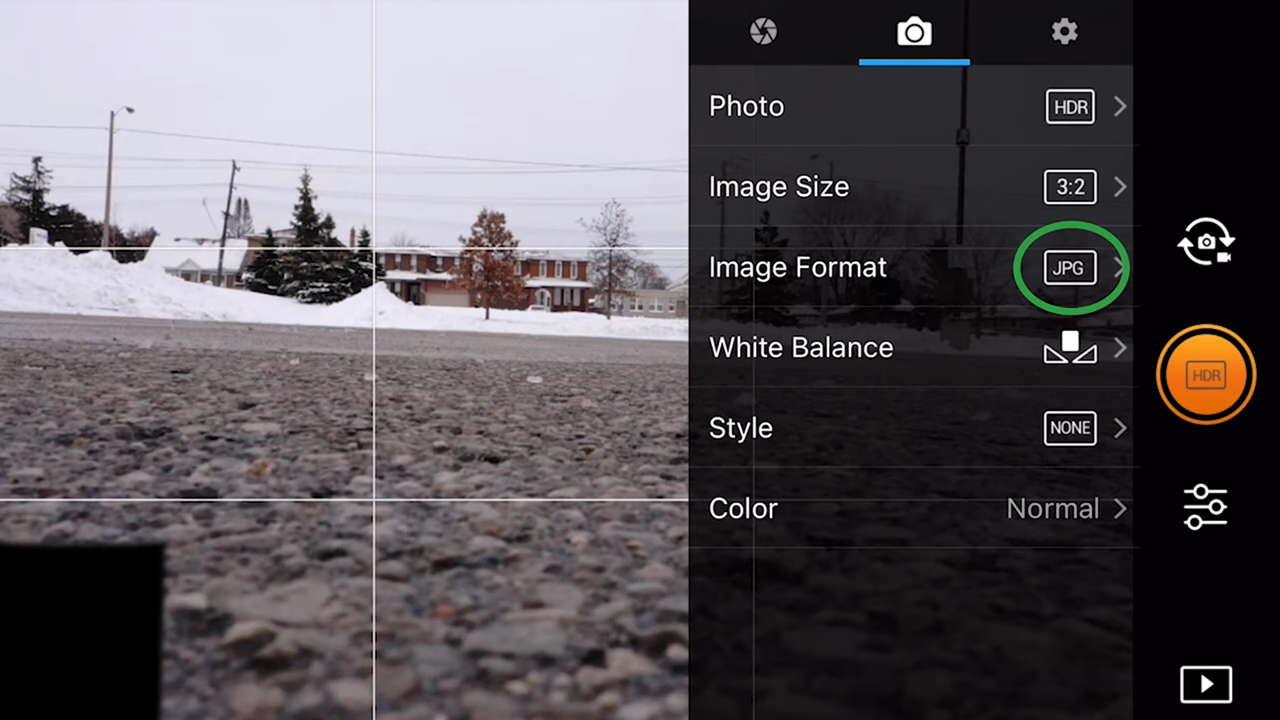 Photo HDR
Image Size 3:2
Image Format JPG
White Balance
Style NONE
Color Normal
HDR